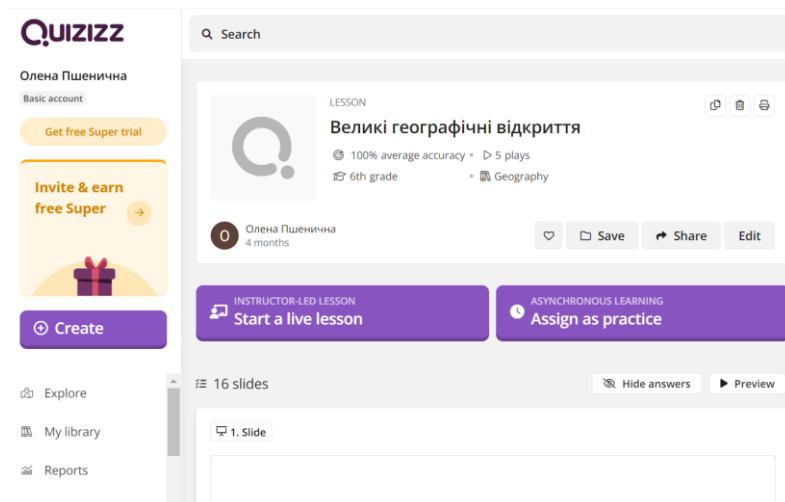 QUIZIZZ
Search
Олена Пшенична
Basic account
Get free Super trial
Invite & earn
free Super
Create
Explore
My library
Reports
LESSON
Великі географічні відкриття
100% average accuracy • 5 plays
6th grade • Geography
О Олена Пшенична
4 months
Save Share Edit
INSTRUCTOR-LED LESSON
Start a live lesson
ASYNCHRONOUS LEARNING
Assign as practice
16 slides
Hide answers Preview
1. Slide